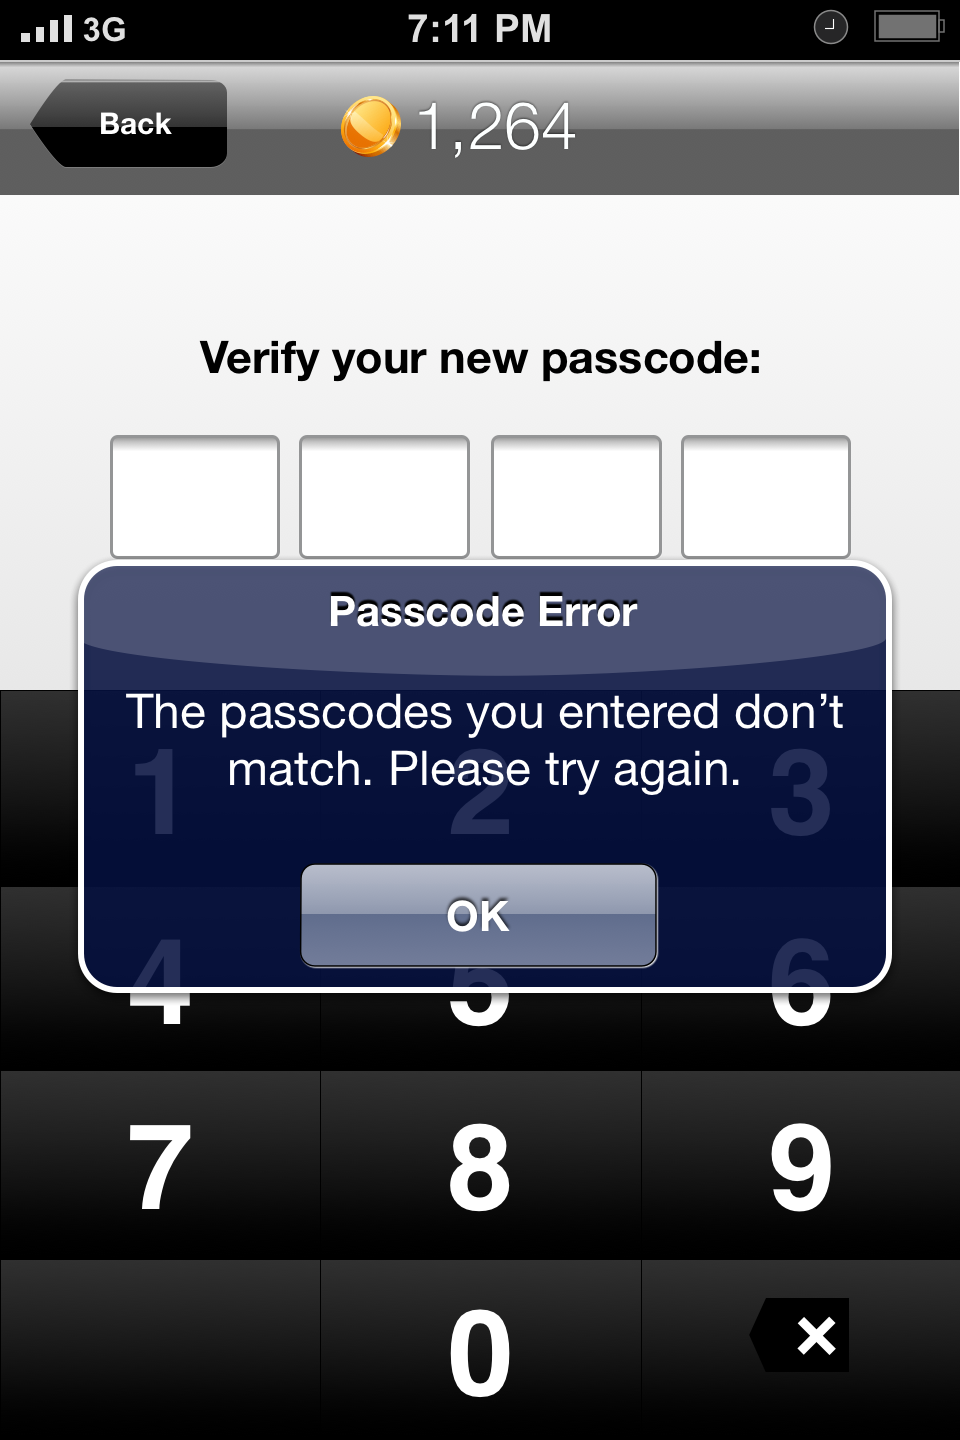 3G 7:11 PM
Back 1,264
Verify your new passcode:
Passcode Error
The passcodes you entered don’t
match. Please try again.
1 2 3
OK
4 5 6
7 8 9
0